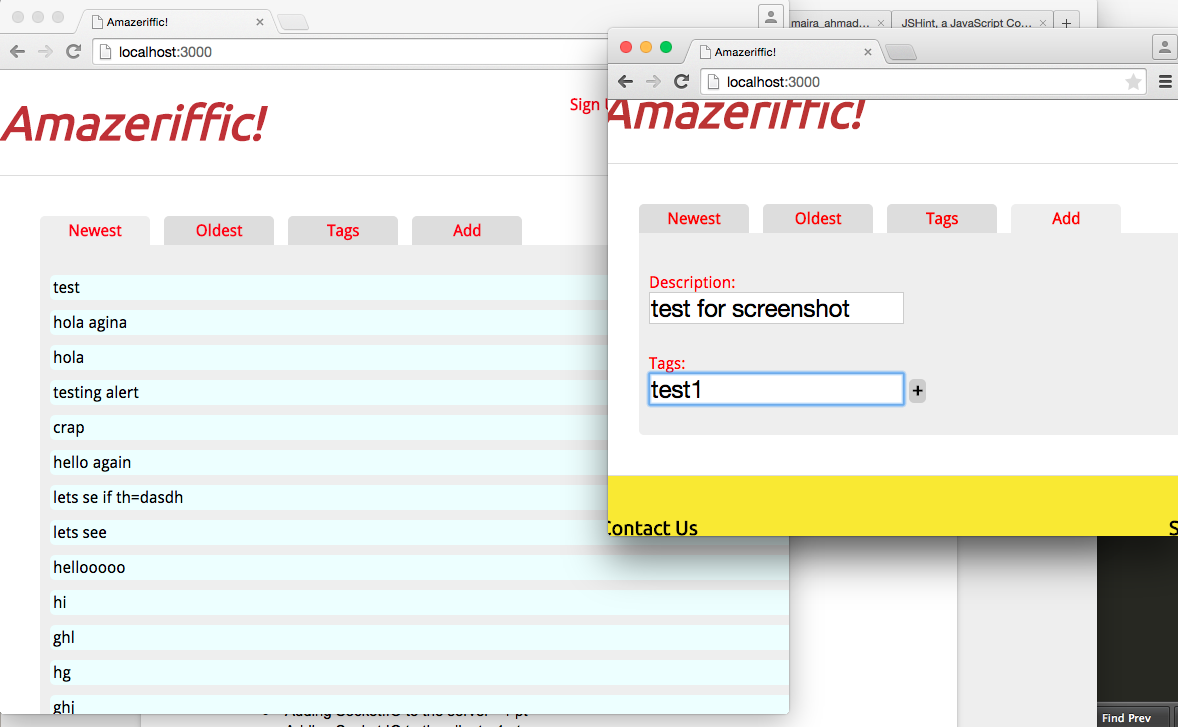 Amazeriffic!
localhost:3000
Amazeriffic!
Sign
Newest Oldest Tags Add
test
hola agina
hola
testing alert
crap
hello again
lets se if th=dasdh
lets see
hellooooo
hi
ghl
hg
ghj
maira_ahmad... JSHint, a JavaScript Co...
Amazeriffic!
localhost:3000
Amazeriffic!
Newest Oldest Tags Add
Description:
test for screenshot
Tags:
test1
+
Contact Us
S
Find Prev